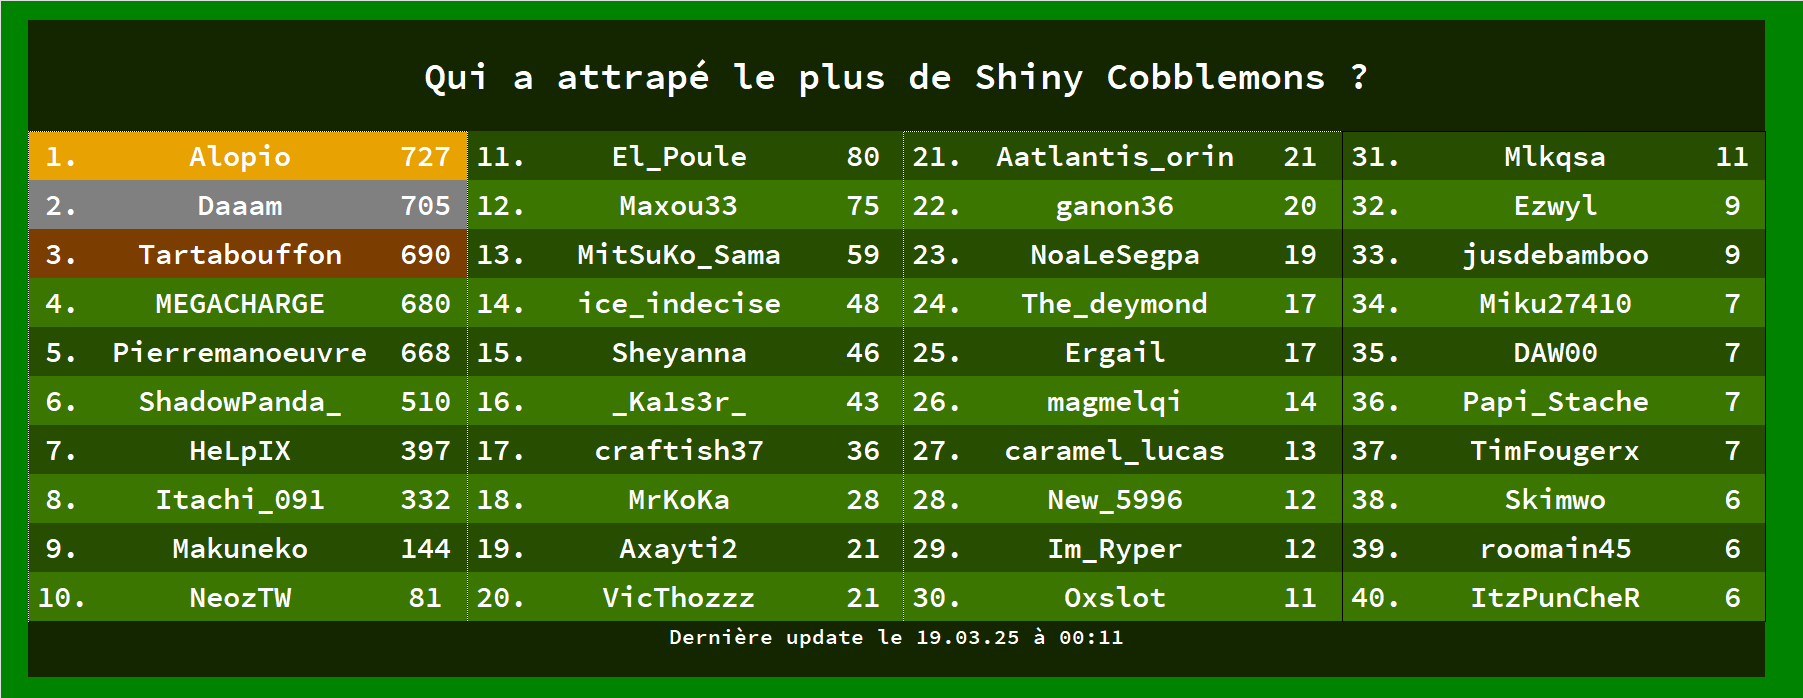 Qui a attrapé le plus de Shiny Cobblemons ?
1. Alopio 727 11. El_Poule 80 21. Aatlantis_orin 21 31. Mlkqsa 11
2. Daaam 705 12. Maxou33 75 22. ganon36 20 32. Ezwyl 9
3. Tartabouffon 690 13. MitSuKo_Sama 59 23. NoaLeSegpa 19 33. jusdebamboo 9
4. MEGACHARGE 680 14. ice_indecise 48 24. The_deymond 17 34. Miku27410 7
5. Pierremanoeuvre 668 15. Sheyanna 46 25. Ergail 17 35. DAW00 7
6. ShadowPanda_ 510 16. _Ka1s3r_ 43 26. magmelqi 14 36. Papi_Stache 7
7. HeLpIX 397 17. craftish37 36 27. caramel_lucas 13 37. TimFougerx 7
8. Itachi_091 332 18. MrKoKa 28 28. New_5996 12 38. Skimwo 6
9. Makuneko 144 19. Axayti2 21 29. Im_Ryper 12 39. roomain45 6
10. NeozTW 81 20. VicThozzz 21 30. Oxslot 11 40. ItzPunCheR 6
Dernière update le 19.03.25 à 00:11